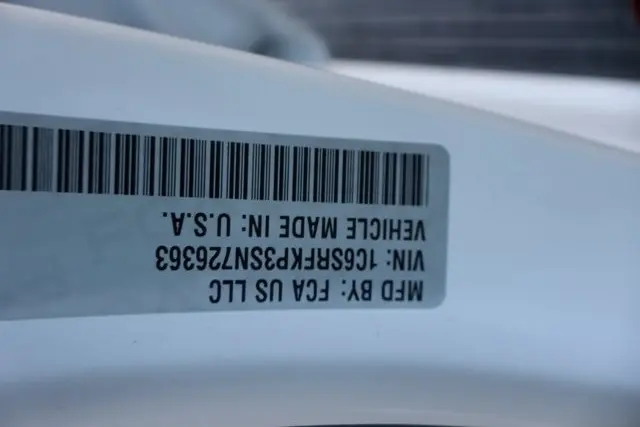 MFD BY: FCA US LLC
VIN: 1C6SRFKP3SN726363
VEHICLE MADE IN: U.S.A.